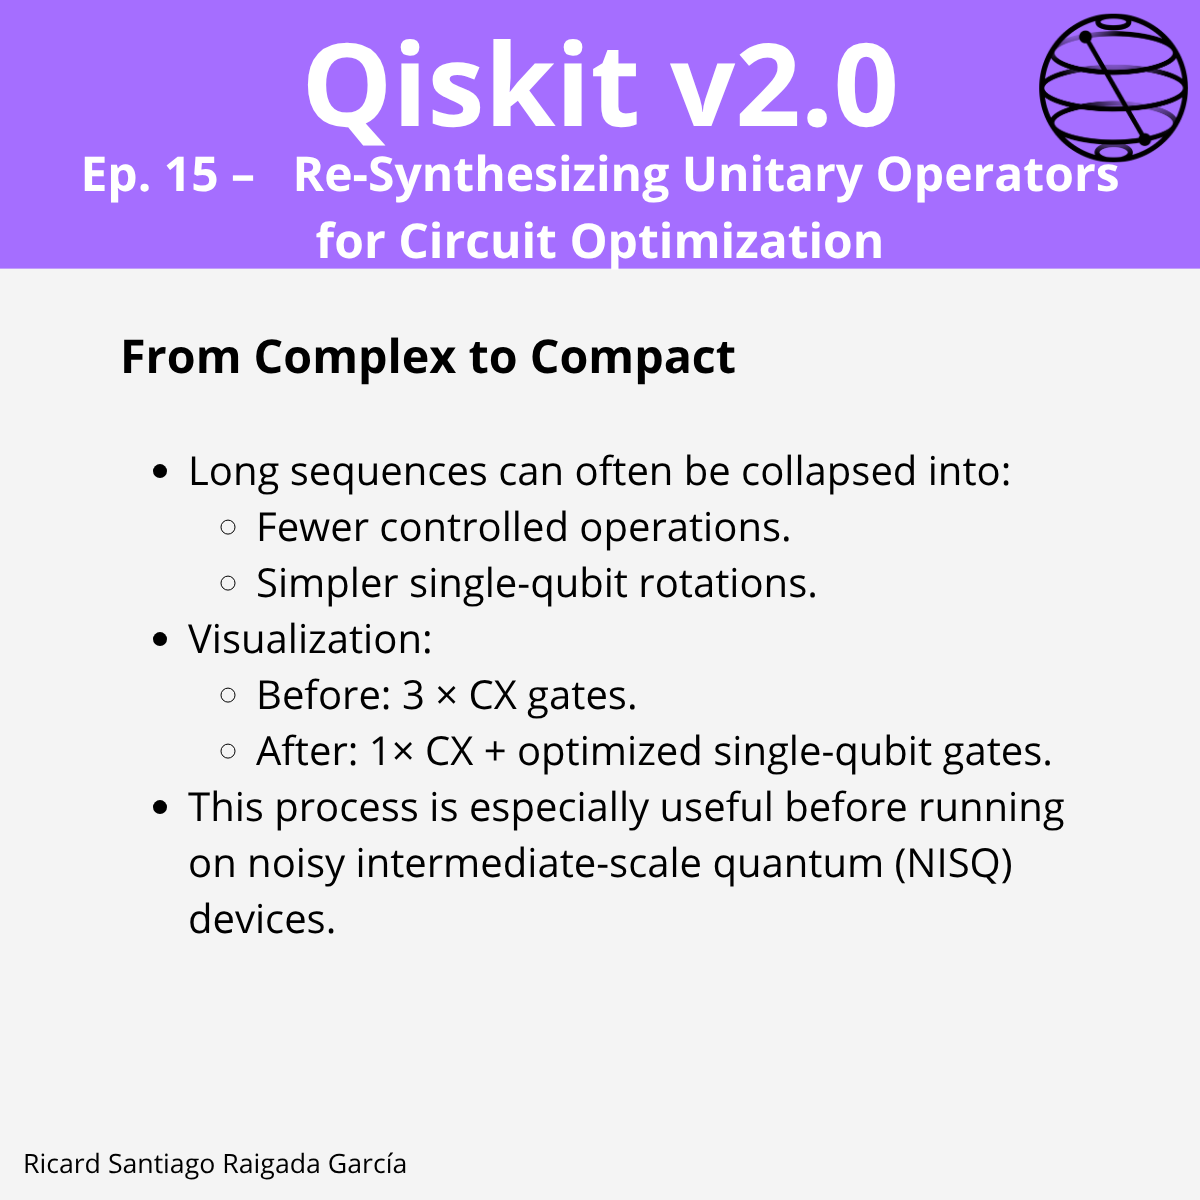 Qiskit v2.0
Ep. 15 – Re-Synthesizing Unitary Operators
for Circuit Optimization
From Complex to Compact
• Long sequences can often be collapsed into:
○ Fewer controlled operations.
○ Simpler single-qubit rotations.
• Visualization:
○ Before: 3 × CX gates.
○ After: 1× CX + optimized single-qubit gates.
• This process is especially useful before running
on noisy intermediate-scale quantum (NISQ)
devices.
Ricard Santiago Raigada García